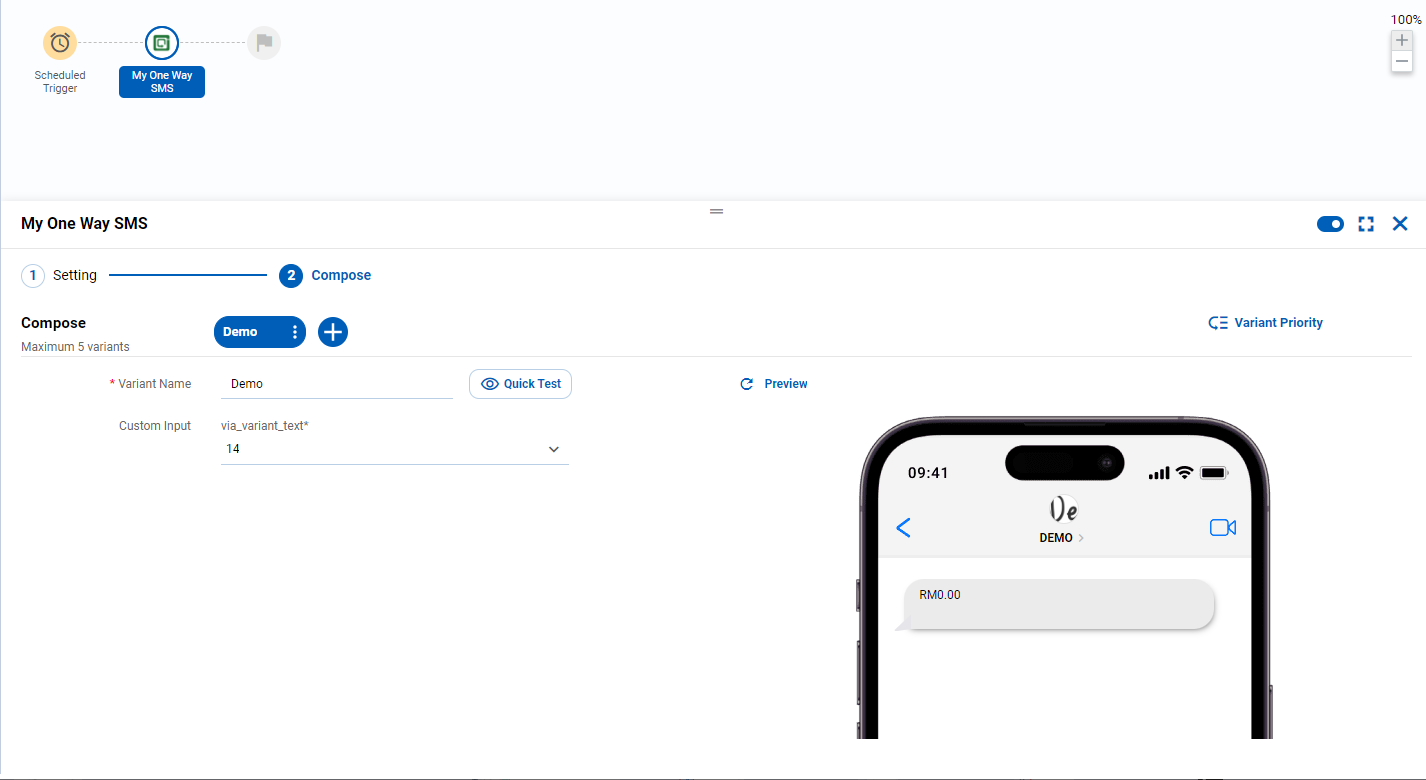 100%
Scheduled
Trigger
My One Way
SMS
My One Way SMS
1 Setting
2 Compose
Compose
Maximum 5 variants
Demo
Variant Priority
* Variant Name
Demo
Quick Test
Preview
Custom Input
via_variant_text*
14
09:41
De
DEMO
RM0.00